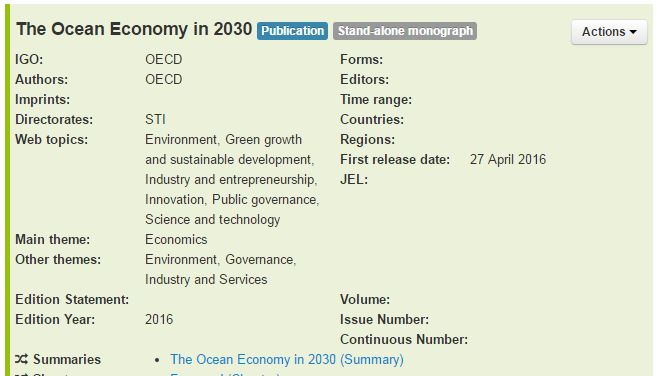 The Ocean Economy in 2030 Publication Stand-alone monograph Actions
IGO: OECD Forms:
Authors: OECD Editors:
Imprints: Time range:
Directorates: STI Countries:
Web topics: Environment, Green growth Regions:
and sustainable development, First release date: 27 April 2016
Industry and entrepreneurship, JEL:
Innovation, Public governance,
Science and technology
Main theme: Economics
Other themes: Environment, Governance,
Industry and Services
Edition Statement: Volume:
Edition Year: 2016 Issue Number:
Continuous Number:
Summaries • The Ocean Economy in 2030 (Summary)